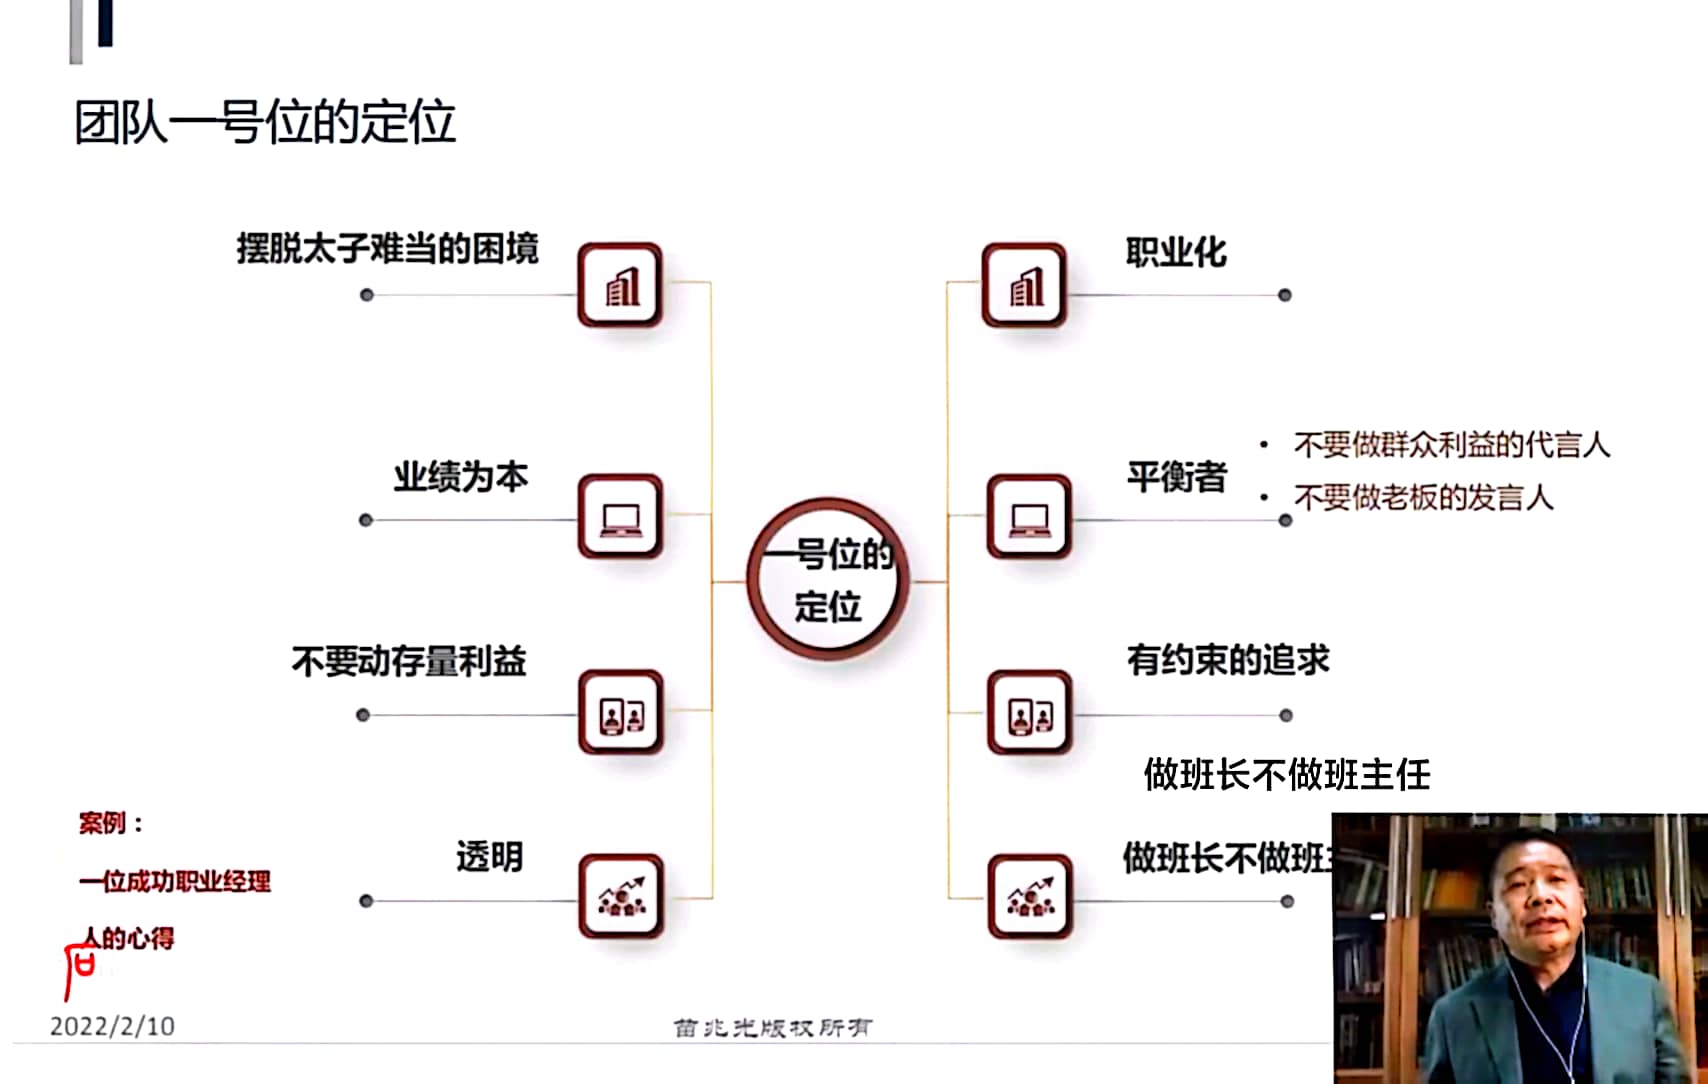 团队一号位的定位
摆脱太子难当的困境
职业化
业绩为本
平衡者
• 不要做群众利益的代言人
• 不要做老板的发言人
一号位的
定位
不要动存量利益
有约束的追求
做班长不做班主任
透明
做班长不做班主
案例：
一位成功职业经理
人的心得
2022/2/10
苗兆光版权所有